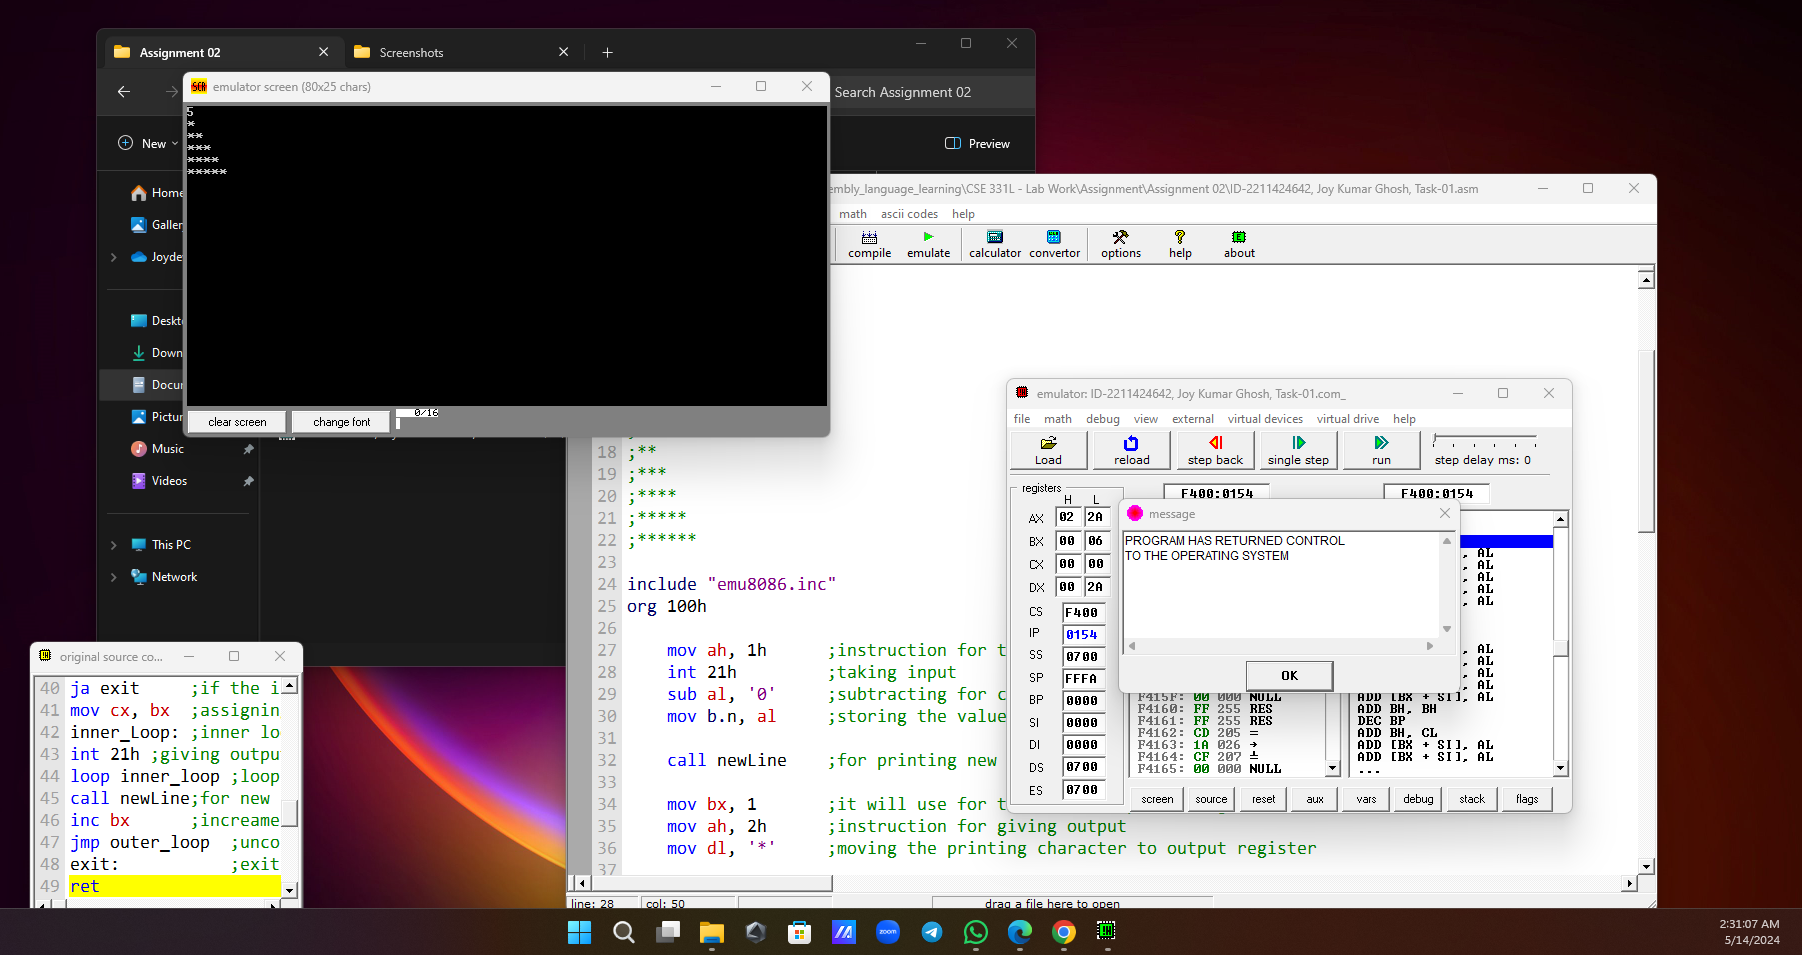 Assignment 02
Screenshots
Search Assignment 02
New
Preview
Home
Joyde
Music
Videos
This PC
Network
emulator screen (80x25 chars)
5
*
**
***
****
*****
clear screen
change font
0/16
embly_language_learning\CSE 331L - Lab Work\Assignment\Assignment 02\ID-2211424642, Joy Kumar Ghosh, Task-01.asm
math ascii codes help
compile emulate calculator convertor options help about
18 ;**
19 ;***
20 ;****
21 ;*****
22 ;******
23
24 include "emu8086.inc"
25 org 100h
26
27 mov ah, 1h ;instruction for t
28 int 21h ;taking input
29 sub al, '0' ;subtracting for c
30 mov b.n, al ;storing the value
31
32 call newLine ;for printing new
33
34 mov bx, 1 ;it will use for t
35 mov ah, 2h ;instruction for giving output
36 mov dl, '*' ;moving the printing character to output register
37
line: 28 col: 50 drag a file here to open
emulator: ID-2211424642, Joy Kumar Ghosh, Task-01.com_
file math debug view external virtual devices virtual drive help
Load reload step back single step run step delay ms: 0
registers
H L
F400:0154 F400:0154
AX 02 2A
BX 00 06
CX 00 00
DX 00 2A
CS F400
IP 0154
SS 0700
SP FFFA
BP 0000
SI 0000
DI 0000
DS 0700
ES 0700
message
PROGRAM HAS RETURNED CONTROL
TO THE OPERATING SYSTEM
OK
, AL
, AL
, AL
, AL
, AL
, AL
, AL
, AL
F415F: 00 000 NULL ADD [BX + SI], AL
F4160: FF 255 RES ADD BH, BH
F4161: FF 255 RES DEC BP
F4162: CD 205 = ADD BH, CL
F4163: 1A 026 → ADD [BX + SI], AL
F4164: CF 207 ADD [BX + SI], AL
F4165: 00 000 NULL ...
screen source reset aux vars debug stack flags
original source co...
40 ja exit ;if the i
41 mov cx, bx ;assignin
42 inner_Loop: ;inner lo
43 int 21h ;giving outpu
44 loop inner_loop ;loop
45 call newLine;for new
46 inc bx ;increame
47 jmp outer_loop ;unco
48 exit: ;exit
49 ret
zoom
2:31:07 AM
5/14/2024